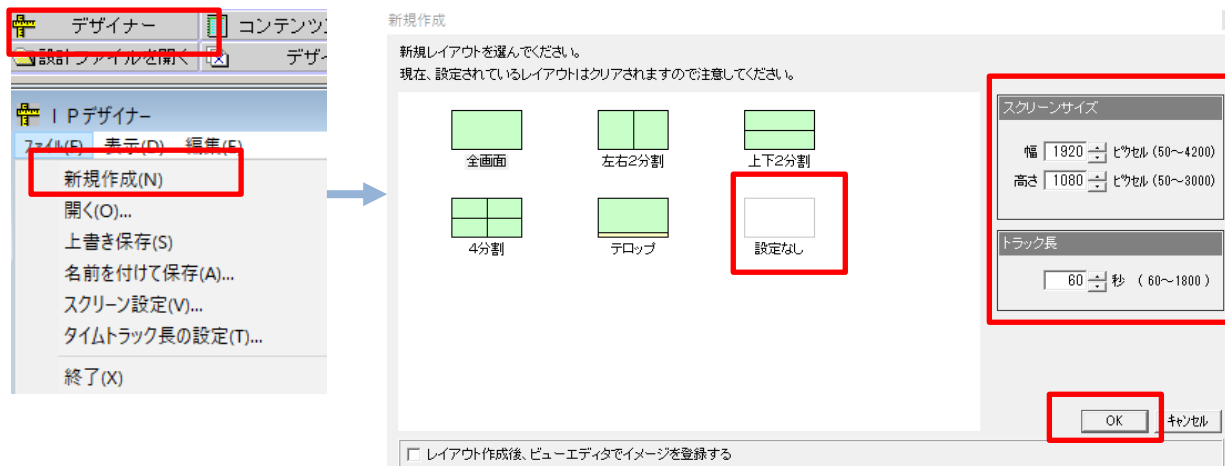 デザイナー
コンテンツ
設計ファイルを開く
デザイ
IPデザイナー
ファイル(F) 表示(D) 編集(E)
新規作成(N)
開く(O)...
上書き保存(S)
名前を付けて保存(A)...
スクリーン設定(V)...
タイムトラック長の設定(T)...
終了(X)
新規作成
新規レイアウトを選んでください。
現在、設定されているレイアウトはクリアされますので注意してください。
全画面
左右2分割
上下2分割
4分割
テロップ
設定なし
スクリーンサイズ
幅 1920 ピクセル (50～4200)
高さ 1080 ピクセル (50～3000)
トラック長
60 秒 ( 60～1800 )
OK
キャンセル
レイアウト作成後、ビューエディタでイメージを登録する